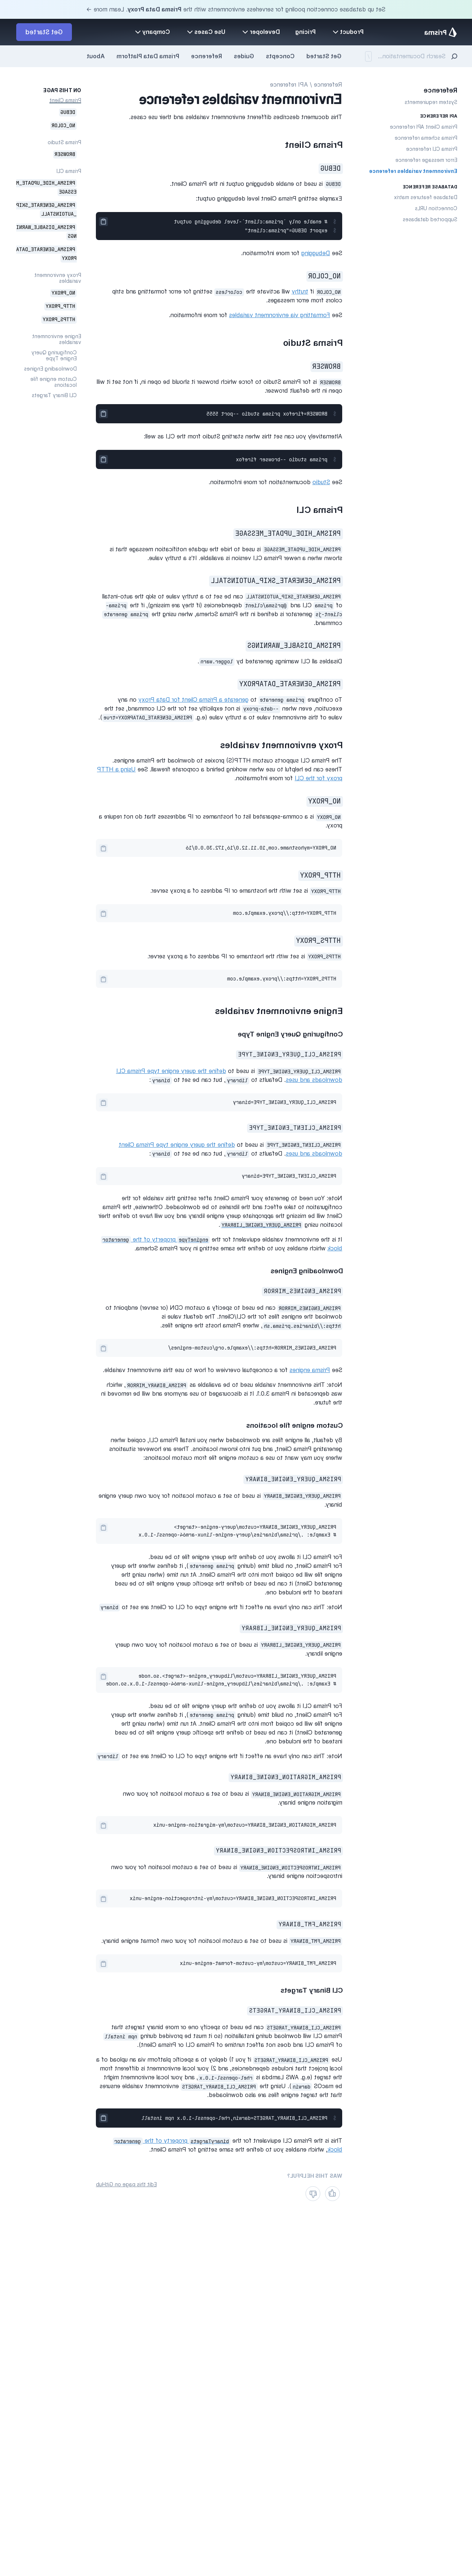 Set up database connection pooling for serverless environments with the Prisma Data Proxy. Learn more →
Prisma
Product
Pricing
Developer
Use Cases
Company
Get Started
Search Documentation...
Get Started
Concepts
Guides
Reference
Prisma Data Platform
About
Reference
System requirements
API REFERENCE
Prisma Client API reference
Prisma schema reference
Prisma CLI reference
Error message reference
Environment variables reference
DATABASE REFERENCE
Database features matrix
Connection URLs
Supported databases
Reference / API reference
Environment variables reference
This document describes different environment variables and their use cases.
Prisma Client
DEBUG
DEBUG is used to enable debugging output in Prisma Client.
Example setting Prisma Client level debugging output:
# enable only `prisma:client`-level debugging output
export DEBUG="prisma:client"
See Debugging for more information.
NO_COLOR
NO_COLOR if truthy will activate the colorless setting for error formatting and strip
colors from error messages.
See Formatting via environment variables for more information.
Prisma Studio
BROWSER
BROWSER is for Prisma Studio to force which browser it should be open in, if not set it will
open in the default browser.
BROWSER=firefox prisma studio --port 5555
Alternatively you can set this when starting Studio from the CLI as well:
prisma studio --browser firefox
See Studio documentation for more information.
Prisma CLI
PRISMA_HIDE_UPDATE_MESSAGE
PRISMA_HIDE_UPDATE_MESSAGE is used to hide the update notification message that is
shown when a newer Prisma CLI version is available. It's a truthy value.
PRISMA_GENERATE_SKIP_AUTOINSTALL
PRISMA_GENERATE_SKIP_AUTOINSTALL can be set to a truthy value to skip the auto-install
of prisma CLI and @prisma/client dependencies (if they are missing), if the prisma-
client-js generator is defined in the Prisma Schema, when using the prisma generate
command.
PRISMA_DISABLE_WARNINGS
Disables all CLI warnings generated by logger.warn.
PRISMA_GENERATE_DATAPROXY
To configure prisma generate to generate a Prisma Client for Data Proxy on any
execution, even when --data-proxy is not explicitly set for the CLI command, set the
value of this environment variable to a truthy value (e.g. PRISMA_GENERATE_DATAPROXY=true).
Proxy environment variables
The Prisma CLI supports custom HTTP(S) proxies to download the Prisma engines.
These can be helpful to use when working behind a corporate firewall. See Using a HTTP
proxy for the CLI for more information.
NO_PROXY
NO_PROXY is a comma-separated list of hostnames or IP addresses that do not require a
proxy.
NO_PROXY=myhostname.com,10.11.12.0/16,172.30.0.0/16
HTTP_PROXY
HTTP_PROXY is set with the hostname or IP address of a proxy server.
HTTP_PROXY=http://proxy.example.com
HTTPS_PROXY
HTTPS_PROXY is set with the hostname or IP address of a proxy server.
HTTPS_PROXY=https://proxy.example.com
Engine environment variables
Configuring Query Engine Type
PRISMA_CLI_QUERY_ENGINE_TYPE
PRISMA_CLI_QUERY_ENGINE_TYPE is used to define the query engine type Prisma CLI
downloads and uses. Defaults to library, but can be set to binary:
PRISMA_CLI_QUERY_ENGINE_TYPE=binary
PRISMA_CLIENT_ENGINE_TYPE
PRISMA_CLIENT_ENGINE_TYPE is used to define the query engine type Prisma Client
downloads and uses. Defaults to library, but can be set to binary:
PRISMA_CLIENT_ENGINE_TYPE=binary
Note: You need to generate your Prisma Client after setting this variable for the
Client will be missing the appropriate query engine library and you will have to define their
location using PRISMA_QUERY_ENGINE_LIBRARY.
It is the environment variable equivalent for the engineType property of the generator
block which enables you to define the same setting in your Prisma Schema.
Downloading Engines
PRISMA_ENGINES_MIRROR
PRISMA_ENGINES_MIRROR can be used to specify a custom CDN (or server) endpoint to
download the engines files for the CLI/Client. The default value is
https://binaries.prisma.sh, where Prisma hosts the engine files.
PRISMA_ENGINES_MIRROR=https://example.org/custom-engines/
See Prisma engines for a conceptual overview of how to use this environment variable.
Note: This environment variable used to be available as PRISMA_BINARY_MIRROR, which
was deprecated in Prisma 3.0.1. It is discouraged to use anymore and will be removed in
the future.
Custom engine file locations
By default, all engine files are downloaded when you install Prisma CLI, copied when
generating Prisma Client, and put into known locations. There are however situations
where you may want to use a custom engine file from custom locations:
PRISMA_QUERY_ENGINE_BINARY
PRISMA_QUERY_ENGINE_BINARY is used to set a custom location for your own query engine
binary.
PRISMA_QUERY_ENGINE_BINARY=custom/query-engine-<target>
# Example: ./prisma/binaries/query-engine-linux-arm64-openssl-1.0.x
For Prisma CLI it allows you to define the query engine file to be used.
For Prisma Client, on build time (during prisma generate), it defines where the query
engine file will be copied from into Prisma Client. At run time (when using the
generated Client) it can be used to define the specific query engine file to be used
instead of the included one.
Note: This can only have an effect if the engine type of CLI or Client are set to binary
PRISMA_QUERY_ENGINE_LIBRARY
PRISMA_QUERY_ENGINE_LIBRARY is used to set a custom location for your own query
engine library.
PRISMA_QUERY_ENGINE_LIBRARY=custom/libquery_engine-<target>.so.node
# Example: ./prisma/binaries/libquery_engine-linux-arm64-openssl-1.0.x.so.node
For Prisma CLI it allows you to define the query engine file to be used.
For Prisma Client, on build time (during prisma generate), it defines where the query
engine file will be copied from into the Prisma Client. At run time (when using the
generated Client) it can be used to define the specific query engine file to be used
instead of the included one.
Note: This can only have an effect if the engine type of CLI or Client are set to library
PRISMA_MIGRATION_ENGINE_BINARY
PRISMA_MIGRATION_ENGINE_BINARY is used to set a custom location for your own
migration engine binary.
PRISMA_MIGRATION_ENGINE_BINARY=custom/my-migration-engine-unix
PRISMA_INTROSPECTION_ENGINE_BINARY
PRISMA_INTROSPECTION_ENGINE_BINARY is used to set a custom location for your own
introspection engine binary.
PRISMA_INTROSPECTION_ENGINE_BINARY=custom/my-introspection-engine-unix
PRISMA_FMT_BINARY
PRISMA_FMT_BINARY is used to set a custom location for your own format engine binary.
PRISMA_FMT_BINARY=custom/my-custom-format-engine-unix
CLI Binary Targets
PRISMA_CLI_BINARY_TARGETS
PRISMA_CLI_BINARY_TARGETS can be used to specify one or more binary targets that
Prisma CLI will download during installation (so it must be provided during npm install
of Prisma CLI and does not affect runtime of Prisma CLI or Prisma Client).
Use PRISMA_CLI_BINARY_TARGETS if you 1) deploy to a specific platform via an upload of a
project that includes dependencies, and 2) your local environment is different from
the target (e.g. AWS Lambda is rhel-openssl-1.0.x, and your local environment might
be macOS darwin). Using the PRISMA_CLI_BINARY_TARGETS environment variable ensures
that the target engine files are also downloaded.
PRISMA_CLI_BINARY_TARGETS=darwin,rhel-openssl-1.0.x npm install
This is the Prisma CLI equivalent for the binaryTargets property of the generator
block, which enables you to define the same setting for Prisma Client.
WAS THIS HELPFUL?
Edit this page on GitHub
ON THIS PAGE
Prisma Client
DEBUG
NO_COLOR
Prisma Studio
BROWSER
Prisma CLI
PRISMA_HIDE_UPDATE_M
ESSAGE
PRISMA_GENERATE_SKIP
_AUTOINSTALL
PRISMA_DISABLE_WARNI
NGS
PRISMA_GENERATE_DATA
PROXY
Proxy environment
variables
NO_PROXY
HTTP_PROXY
HTTPS_PROXY
Engine environment
variables
Configuring Query
Engine Type
Downloading Engines
Custom engine file
locations
CLI Binary Targets